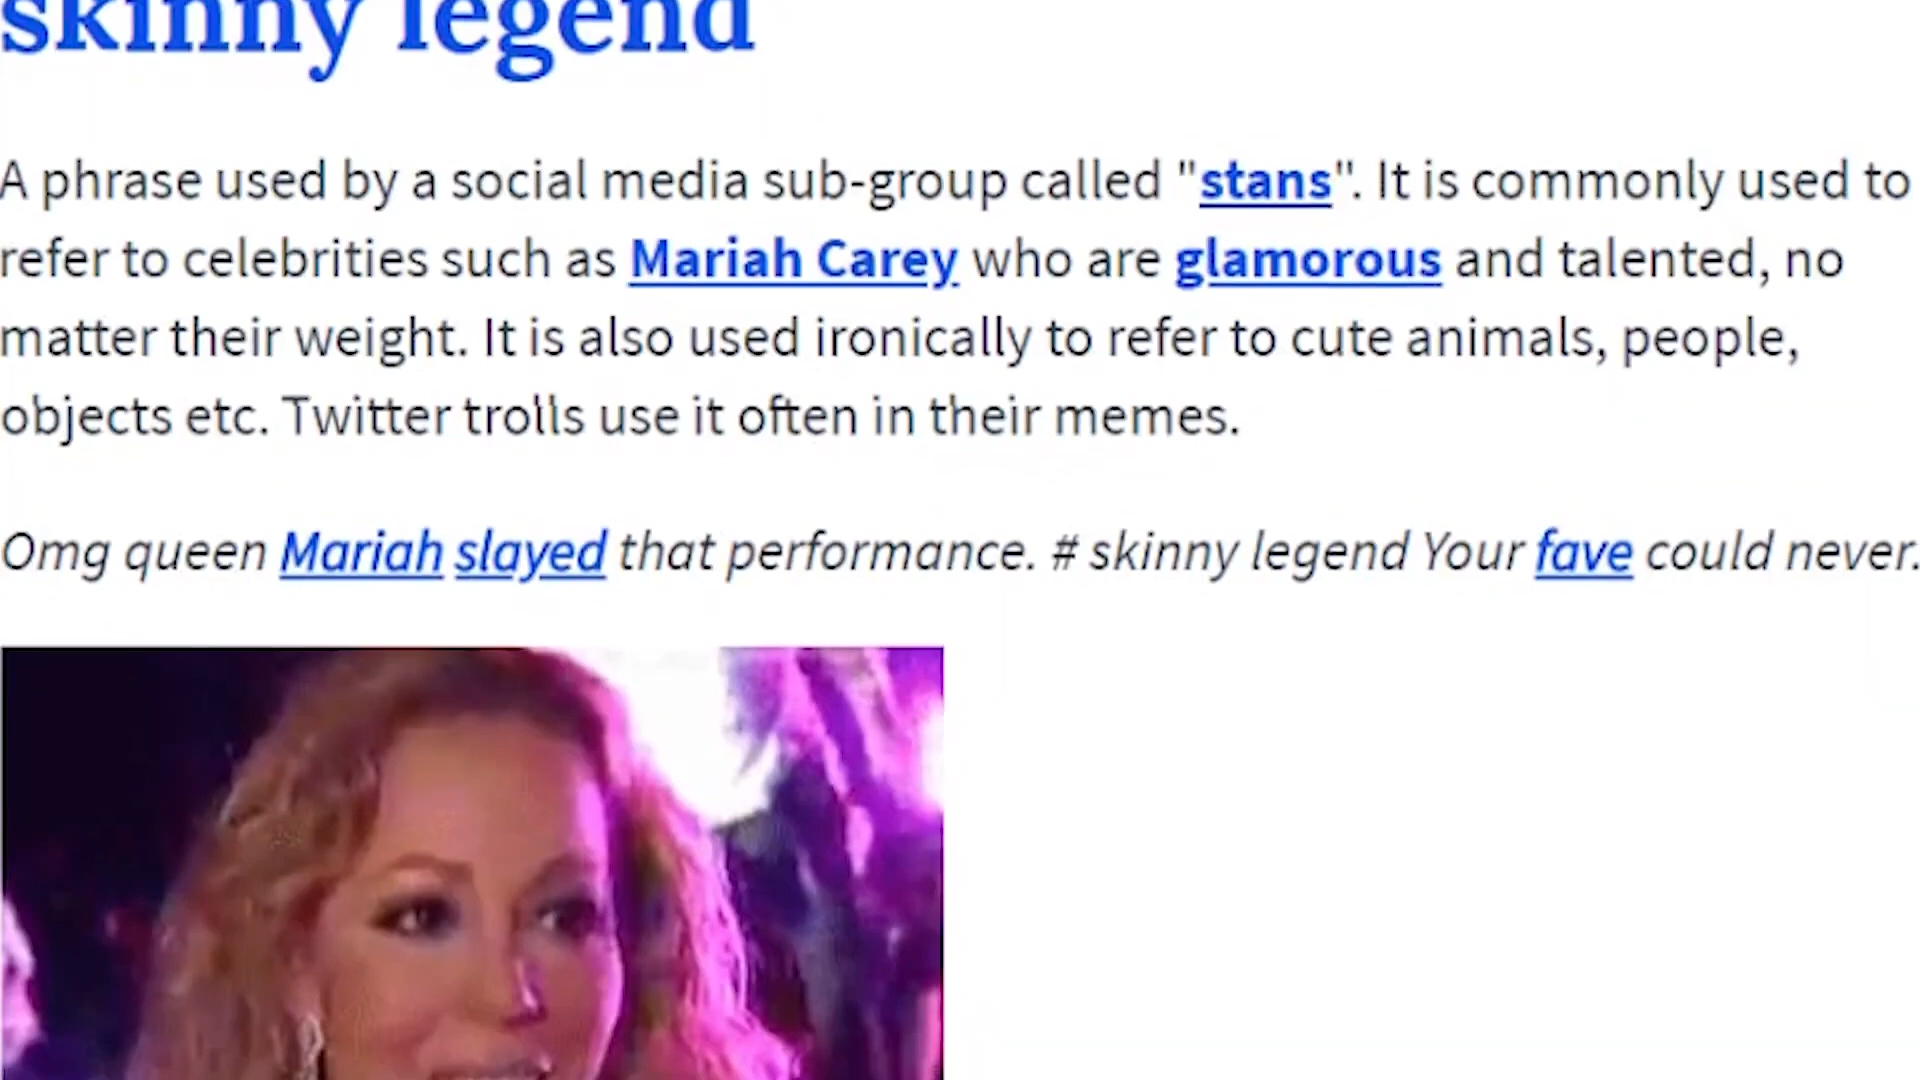 skinny legend
A phrase used by a social media sub-group called "stans". It is commonly used to
refer to celebrities such as Mariah Carey who are glamorous and talented, no
matter their weight. It is also used ironically to refer to cute animals, people,
objects etc. Twitter trolls use it often in their memes.
Omg queen Mariah slayed that performance. # skinny legend Your fave could never.